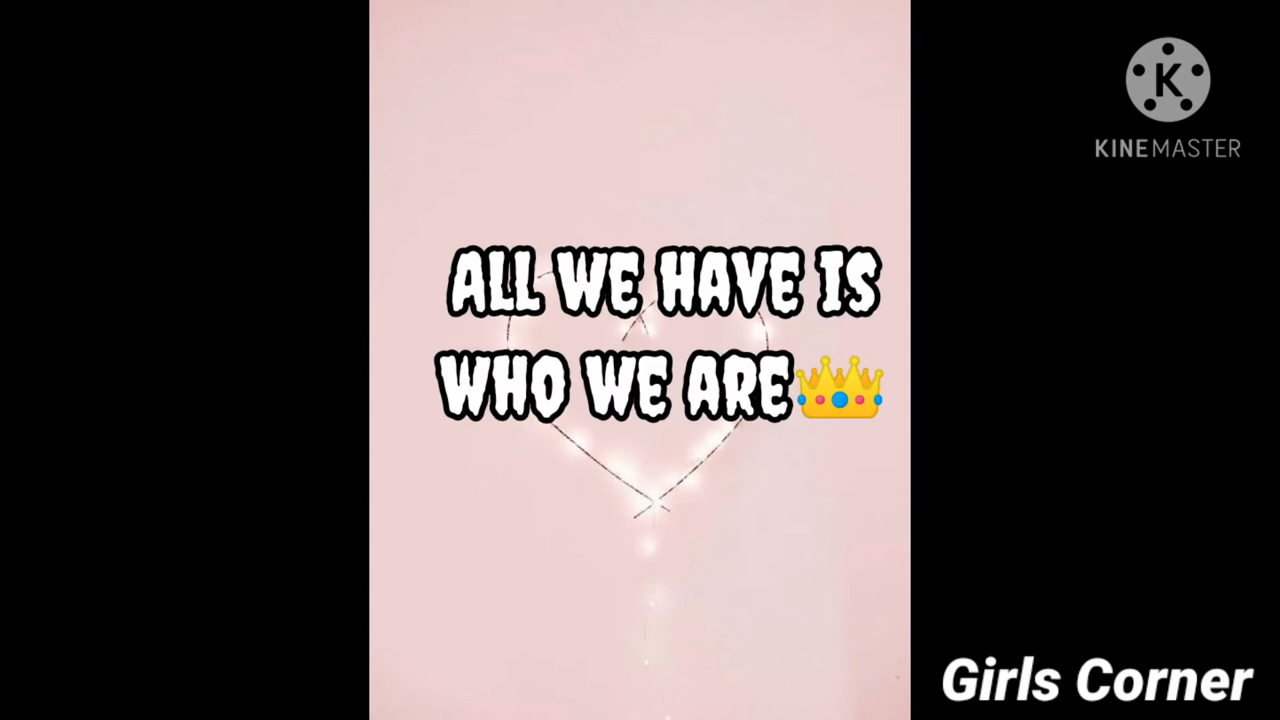 K
KINEMASTER
ALL WE HAVE IS
WHO WE ARE👑
Girls Corner